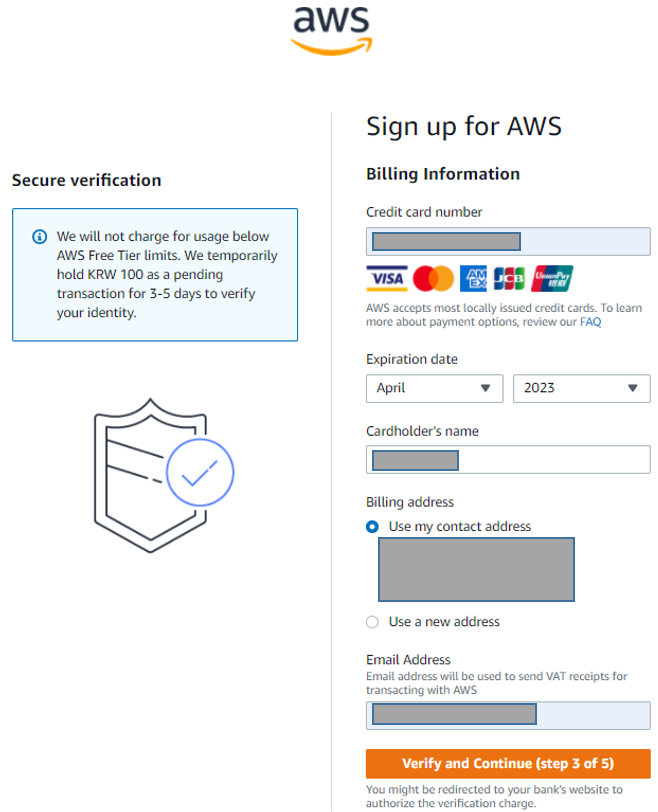 aws
Sign up for AWS
Secure verification
We will not charge for usage below
AWS Free Tier limits. We temporarily
hold KRW 100 as a pending
transaction for 3-5 days to verify
your identity.
Billing Information
Credit card number
VISA AMEX JCB UnionPay 银联
AWS accepts most locally issued credit cards. To learn
more about payment options, review our FAQ
Expiration date
April 2023
Cardholder's name
Billing address
Use my contact address
Use a new address
Email Address
Email address will be used to send VAT receipts for
transacting with AWS
Verify and Continue (step 3 of 5)
You might be redirected to your bank's website to
authorize the verification charge.